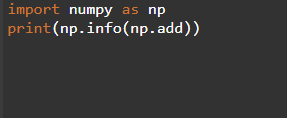 import numpy as np
print(np.info(np.add))